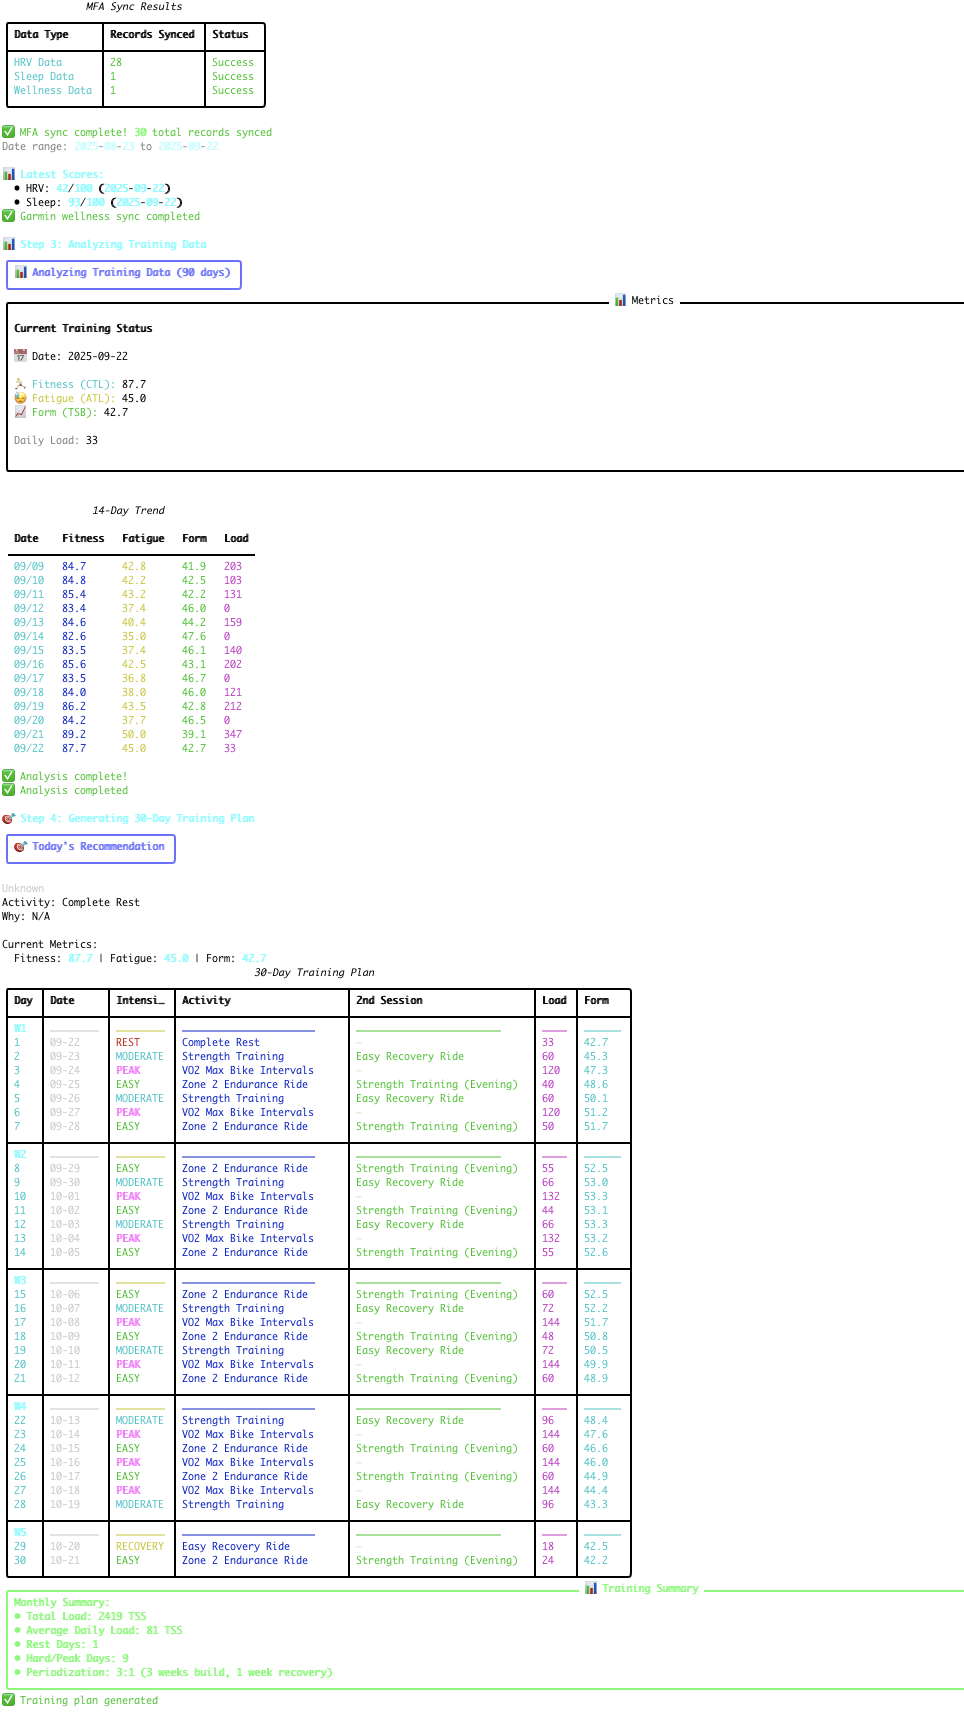 MFA Sync Results
Data Type Records Synced Status
HRV Data 28 Success
Sleep Data 1 Success
Wellness Data 1 Success
✅ MFA sync complete! 30 total records synced
Date range: 2025-08-23 to 2025-09-22
📊 Latest Scores:
• HRV: 42/100 (2025-09-22)
• Sleep: 93/100 (2025-09-22)
✅ Garmin wellness sync completed
📊 Step 3: Analyzing Training Data
📊 Analyzing Training Data (90 days)
📊 Metrics
Current Training Status
📅 Date: 2025-09-22
🏃 Fitness (CTL): 87.7
😓 Fatigue (ATL): 45.0
📈 Form (TSB): 42.7
Daily Load: 33
14-Day Trend
Date Fitness Fatigue Form Load
09/09 84.7 42.8 41.9 203
09/10 84.8 42.2 42.5 103
09/11 85.4 43.2 42.2 131
09/12 83.4 37.4 46.0 0
09/13 84.6 40.4 44.2 159
09/14 82.6 35.0 47.6 0
09/15 83.5 37.4 46.1 140
09/16 85.6 42.5 43.1 202
09/17 83.5 36.8 46.7 0
09/18 84.0 38.0 46.0 121
09/19 86.2 43.5 42.8 212
09/20 84.2 37.7 46.5 0
09/21 89.2 50.0 39.1 347
09/22 87.7 45.0 42.7 33
✅ Analysis complete!
✅ Analysis completed
🎯 Step 4: Generating 30-Day Training Plan
🎯 Today's Recommendation
Unknown
Activity: Complete Rest
Why: N/A
Current Metrics:
Fitness: 87.7 | Fatigue: 45.0 | Form: 42.7
30-Day Training Plan
Day Date Intensi… Activity 2nd Session Load Form
W1
1 09-22 REST Complete Rest — 33 42.7
2 09-23 MODERATE Strength Training Easy Recovery Ride 60 45.3
3 09-24 PEAK VO2 Max Bike Intervals — 120 47.3
4 09-25 EASY Zone 2 Endurance Ride Strength Training (Evening) 40 48.6
5 09-26 MODERATE Strength Training Easy Recovery Ride 60 50.1
6 09-27 PEAK VO2 Max Bike Intervals — 120 51.2
7 09-28 EASY Zone 2 Endurance Ride Strength Training (Evening) 50 51.7
W2
8 09-29 EASY Zone 2 Endurance Ride Strength Training (Evening) 55 52.5
9 09-30 MODERATE Strength Training Easy Recovery Ride 66 53.0
10 10-01 PEAK VO2 Max Bike Intervals — 132 53.3
11 10-02 EASY Zone 2 Endurance Ride Strength Training (Evening) 44 53.1
12 10-03 MODERATE Strength Training Easy Recovery Ride 66 53.3
13 10-04 PEAK VO2 Max Bike Intervals — 132 53.2
14 10-05 EASY Zone 2 Endurance Ride Strength Training (Evening) 55 52.6
W3
15 10-06 EASY Zone 2 Endurance Ride Strength Training (Evening) 60 52.5
16 10-07 MODERATE Strength Training Easy Recovery Ride 72 52.2
17 10-08 PEAK VO2 Max Bike Intervals — 144 51.7
18 10-09 EASY Zone 2 Endurance Ride Strength Training (Evening) 48 50.8
19 10-10 MODERATE Strength Training Easy Recovery Ride 72 50.5
20 10-11 PEAK VO2 Max Bike Intervals — 144 49.9
21 10-12 EASY Zone 2 Endurance Ride Strength Training (Evening) 60 48.9
W4
22 10-13 MODERATE Strength Training Easy Recovery Ride 96 48.4
23 10-14 PEAK VO2 Max Bike Intervals — 144 47.6
24 10-15 EASY Zone 2 Endurance Ride Strength Training (Evening) 60 46.6
25 10-16 PEAK VO2 Max Bike Intervals — 144 46.0
26 10-17 EASY Zone 2 Endurance Ride Strength Training (Evening) 60 44.9
27 10-18 PEAK VO2 Max Bike Intervals — 144 44.4
28 10-19 MODERATE Strength Training Easy Recovery Ride 96 43.3
W5
29 10-20 RECOVERY Easy Recovery Ride — 18 42.5
30 10-21 EASY Zone 2 Endurance Ride Strength Training (Evening) 24 42.2
📊 Training Summary
Monthly Summary:
• Total Load: 2419 TSS
• Average Daily Load: 81 TSS
• Rest Days: 1
• Hard/Peak Days: 9
• Periodization: 3:1 (3 weeks build, 1 week recovery)
✅ Training plan generated